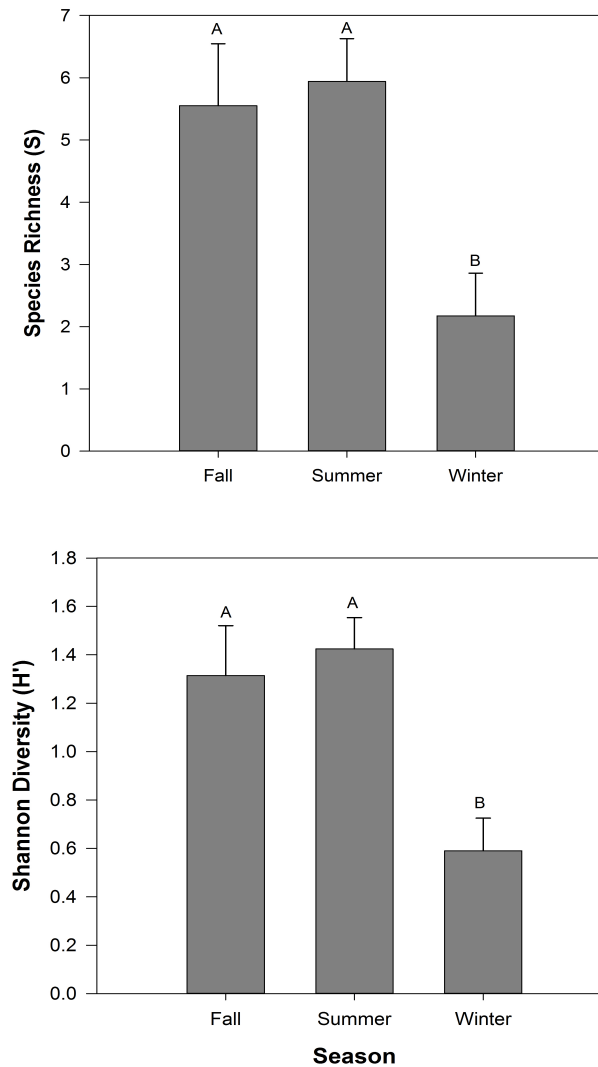 7
6
5
4
3
2
1
0
Species Richness (S)
A
A
B
Fall Summer Winter
1.8
1.6
1.4
1.2
1.0
0.8
0.6
0.4
0.2
0.0
Shannon Diversity (H')
A
A
B
Fall Summer Winter
Season